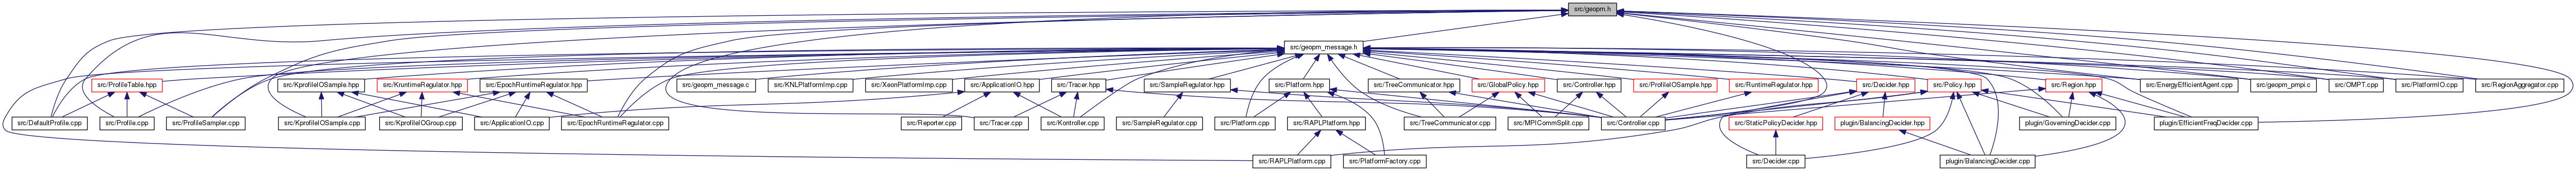 src/geopm.h
src/geopm_message.h
src/ProfileTable.hpp
src/KprofileIOSample.hpp
src/KruntimeRegulator.hpp
src/EpochRuntimeRegulator.hpp
src/geopm_message.c
src/KNLPlatformImp.cpp
src/XeonPlatformImp.cpp
src/ApplicationIO.hpp
src/Tracer.hpp
src/SampleRegulator.hpp
src/Platform.hpp
src/TreeCommunicator.hpp
src/GlobalPolicy.hpp
src/Controller.hpp
src/ProfileIOSample.hpp
src/RuntimeRegulator.hpp
src/Decider.hpp
src/Policy.hpp
src/Region.hpp
src/EnergyEfficientAgent.cpp
src/geopm_pmpi.c
src/OMPT.cpp
src/PlatformIO.cpp
src/RegionAggregator.cpp
src/DefaultProfile.cpp
src/Profile.cpp
src/ProfileSampler.cpp
src/KprofileIOSample.cpp
src/KprofileIOGroup.cpp
src/ApplicationIO.cpp
src/EpochRuntimeRegulator.cpp
src/Reporter.cpp
src/Tracer.cpp
src/Kontroller.cpp
src/SampleRegulator.cpp
src/Platform.cpp
src/RAPLPlatform.hpp
src/TreeCommunicator.cpp
src/MPICommSplit.cpp
src/Controller.cpp
src/StaticPolicyDecider.hpp
plugin/BalancingDecider.hpp
plugin/GoverningDecider.cpp
plugin/EfficientFreqDecider.cpp
src/RAPLPlatform.cpp
src/PlatformFactory.cpp
src/Decider.cpp
plugin/BalancingDecider.cpp